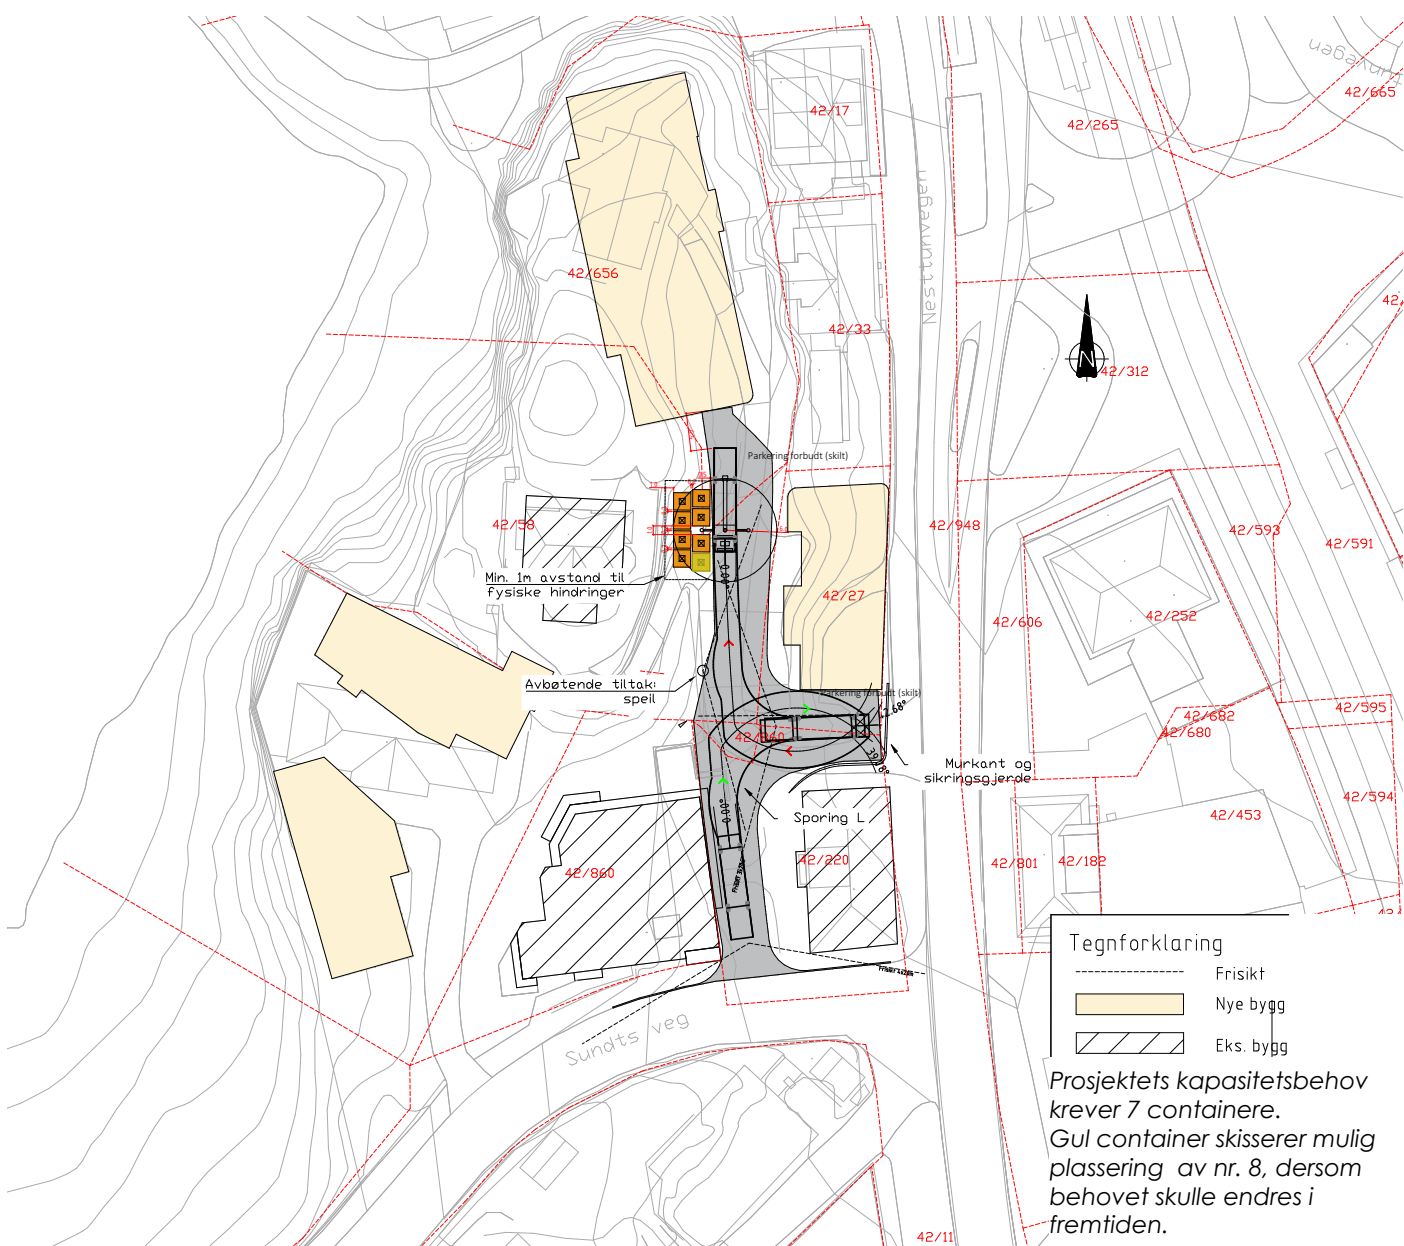 Nestunvegen
42/665
42/17
42/265
42/656
42/33
42/312
N
Parkering forbudt (skilt)
42/58
42/948
42/593
42/591
Min. 1m avstand til
fysiske hindringer
0.00°
42/27
42/606
42/252
Avbøtende tiltak:
speil
Parkering forbudt (skilt)
42/682
42/595
42/680
Murkant og
sikringsgjerde
42/594
0.00°
Sporing L
42/453
42/860
42/220
42/801
42/182
Sundts veg
Tegnforklaring
Frisikt
Nye bygg
Eks. bygg
Prosjektets kapasitetsbehov
krever 7 containere.
Gul container skisserer mulig
plassering av nr. 8, dersom
behovet skulle endres i
fremtiden.
42/11